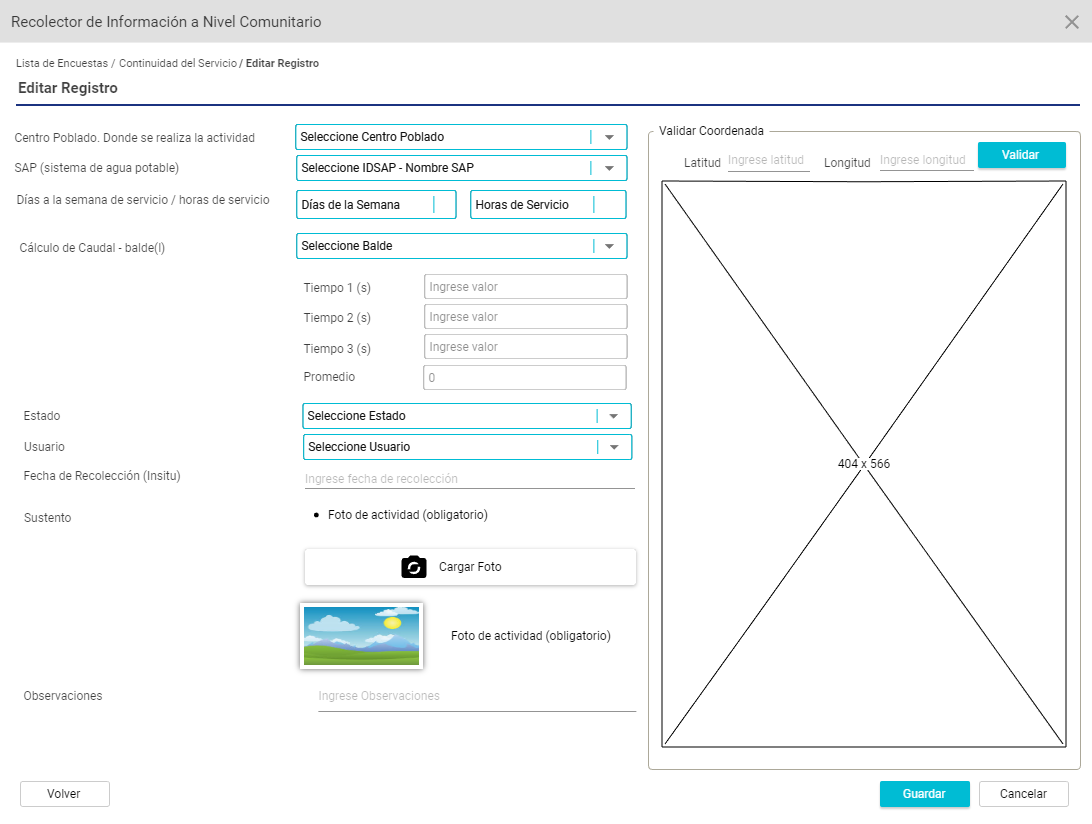 Recolector de Información a Nivel Comunitario
Lista de Encuestas / Continuidad del Servicio / Editar Registro
Editar Registro
Centro Poblado. Donde se realiza la actividad
Seleccione Centro Poblado
SAP (sistema de agua potable)
Seleccione IDSAP - Nombre SAP
Días a la semana de servicio / horas de servicio
Días de la Semana
Horas de Servicio
Cálculo de Caudal - balde(l)
Seleccione Balde
Tiempo 1 (s)
Ingrese valor
Tiempo 2 (s)
Ingrese valor
Tiempo 3 (s)
Ingrese valor
Promedio
0
Estado
Seleccione Estado
Usuario
Seleccione Usuario
Fecha de Recolección (Insitu)
Ingrese fecha de recolección
Sustento
• Foto de actividad (obligatorio)
Cargar Foto
Foto de actividad (obligatorio)
Observaciones
Ingrese Observaciones
Validar Coordenada
Latitud
Ingrese latitud
Longitud
Ingrese longitud
Validar
404 x 566
Volver
Guardar
Cancelar